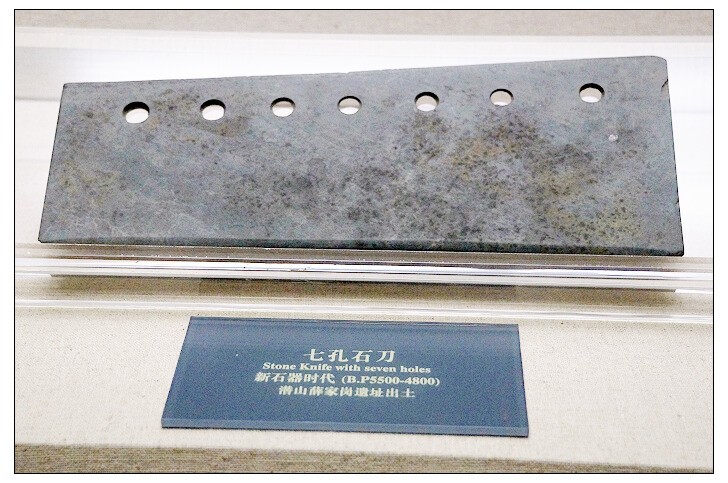 七孔石刀
Stone Knife with seven holes
新石器时代 (B.P5500-4800)
潜山薛家岗遗址出土